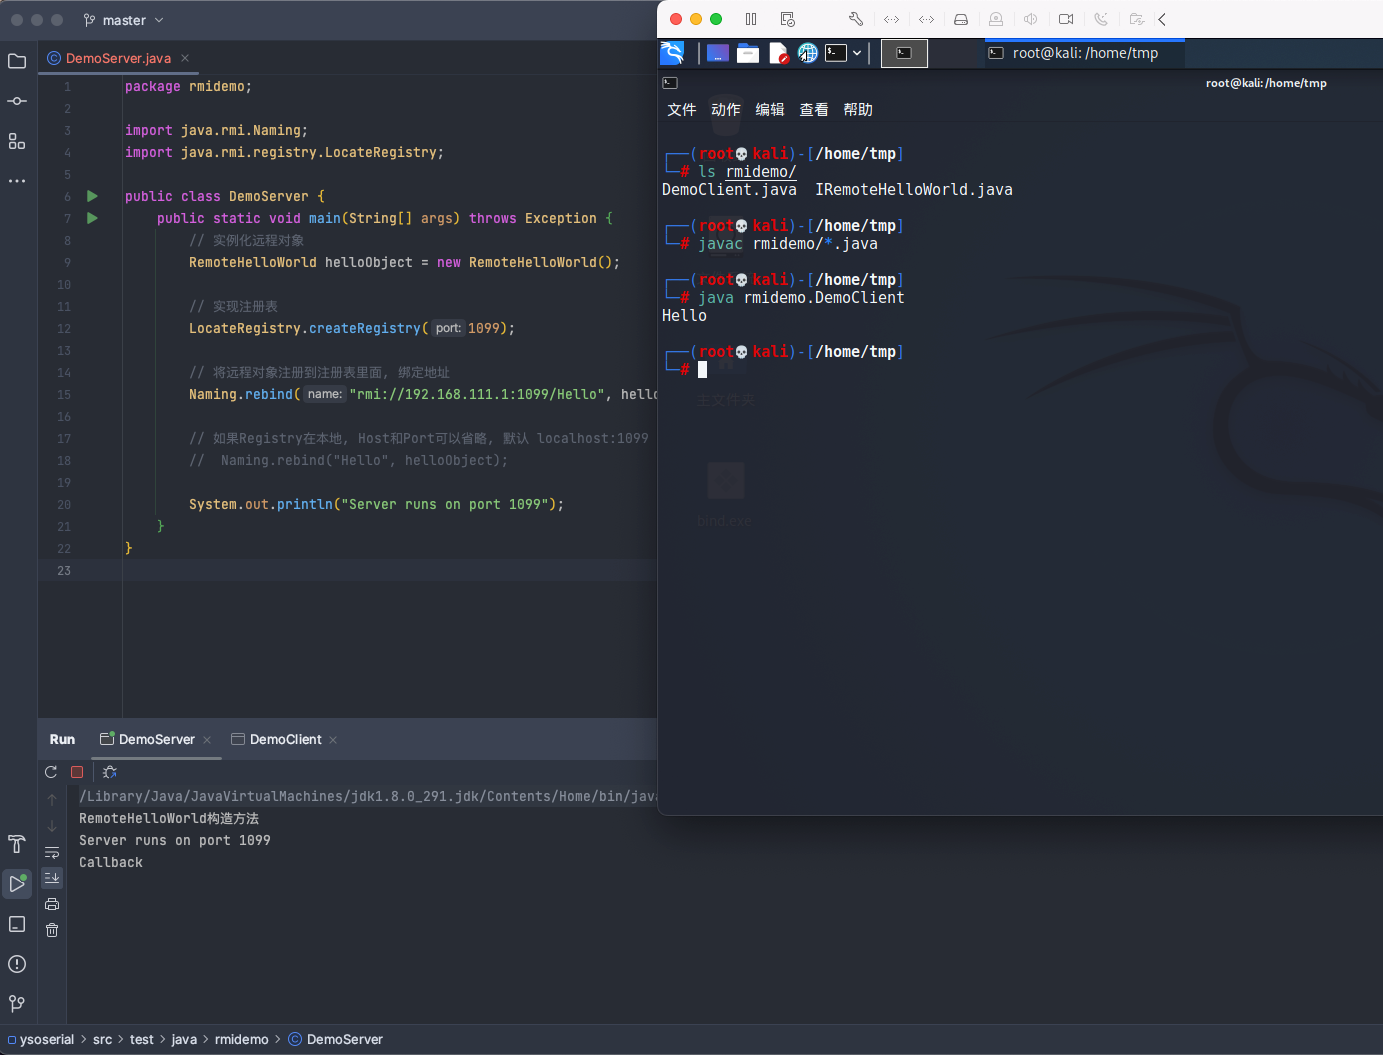 master
DemoServer.java
1 package rmidemo;
2
3 import java.rmi.Naming;
4 import java.rmi.registry.LocateRegistry;
5
6 public class DemoServer {
7 public static void main(String[] args) throws Exception {
8 // 实例化远程对象
9 RemoteHelloWorld helloObject = new RemoteHelloWorld();
10
11 // 实现注册表
12 LocateRegistry.createRegistry( port: 1099);
13
14 // 将远程对象注册到注册表里面, 绑定地址
15 Naming.rebind( name: "rmi://192.168.111.1:1099/Hello", hello
16
17 // 如果Registry在本地, Host和Port可以省略, 默认 localhost:1099
18 // Naming.rebind("Hello", helloObject);
19
20 System.out.println("Server runs on port 1099");
21 }
22 }
23
Run DemoServer DemoClient
/Library/Java/JavaVirtualMachines/jdk1.8.0_291.jdk/Contents/Home/bin/java
RemoteHelloWorld构造方法
Server runs on port 1099
Callback
ysoserial > src > test > java > rmidemo > DemoServer
root@kali: /home/tmp
root@kali: /home/tmp
文件 动作 编辑 查看 帮助
(root💀kali)-[/home/tmp]
# ls rmidemo/
DemoClient.java IRemoteHelloWorld.java
(root💀kali)-[/home/tmp]
# javac rmidemo/*.java
(root💀kali)-[/home/tmp]
# java rmidemo.DemoClient
Hello
(root💀kali)-[/home/tmp]
#
主文件夹
bind.exe